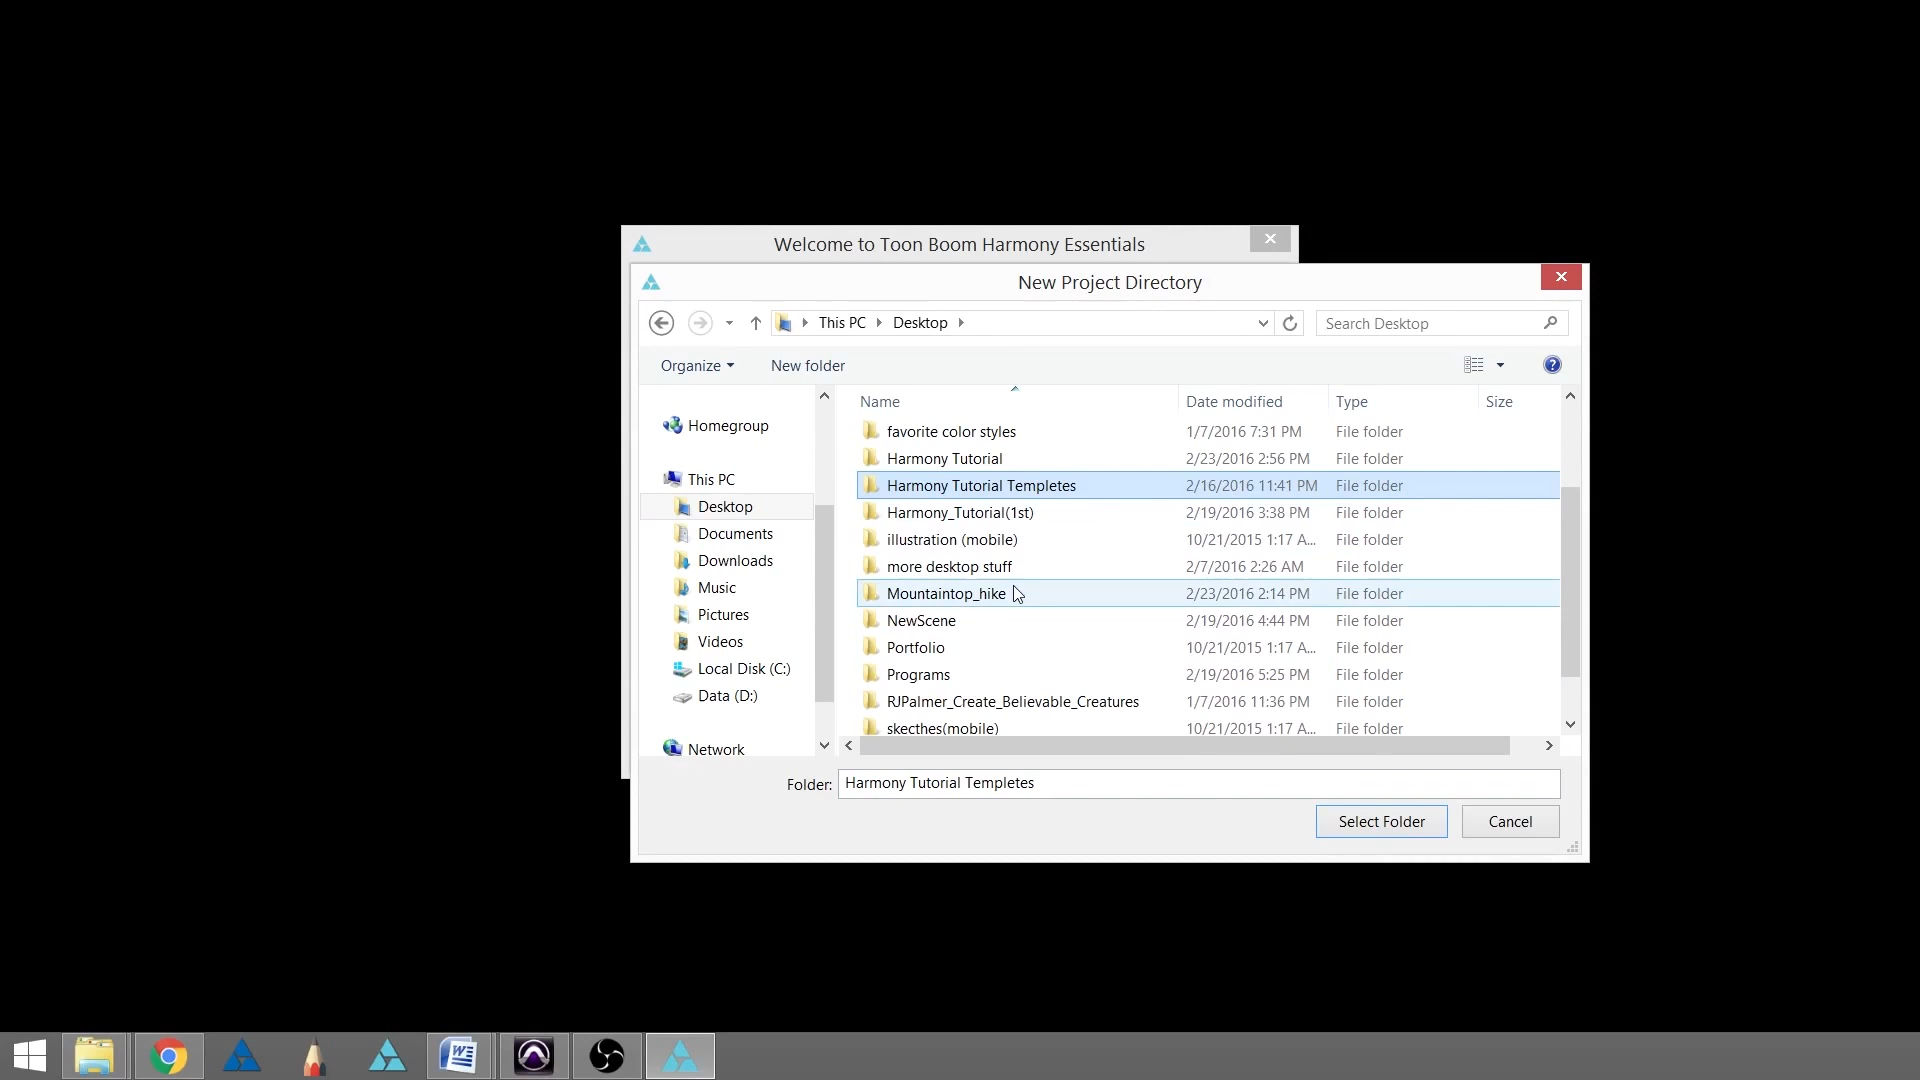 Welcome to Toon Boom Harmony Essentials
New Project Directory
This PC Desktop
Search Desktop
Organize New folder
Name Date modified Type Size
Homegroup
This PC
Desktop
Documents
Downloads
Music
Pictures
Videos
Local Disk (C:)
Data (D:)
Network
favorite color styles 1/7/2016 7:31 PM File folder
Harmony Tutorial 2/23/2016 2:56 PM File folder
Harmony Tutorial Templetes 2/16/2016 11:41 PM File folder
Harmony_Tutorial(1st) 2/19/2016 3:38 PM File folder
illustration (mobile) 10/21/2015 1:17 A... File folder
more desktop stuff 2/7/2016 2:26 AM File folder
Mountaintop_hike 2/23/2016 2:14 PM File folder
NewScene 2/19/2016 4:44 PM File folder
Portfolio 10/21/2015 1:17 A... File folder
Programs 2/19/2016 5:25 PM File folder
RJPalmer_Create_Believable_Creatures 1/7/2016 11:36 PM File folder
skecthes(mobile) 10/21/2015 1:17 A... File folder
Folder: Harmony Tutorial Templetes
Select Folder Cancel